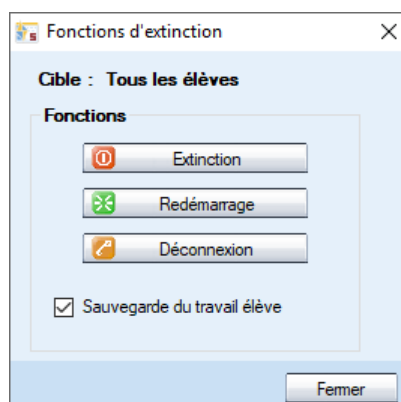 Fonctions d'extinction
Cible : Tous les élèves
Fonctions
Extinction
Redémarrage
Déconnexion
Sauvegarde du travail élève
Fermer